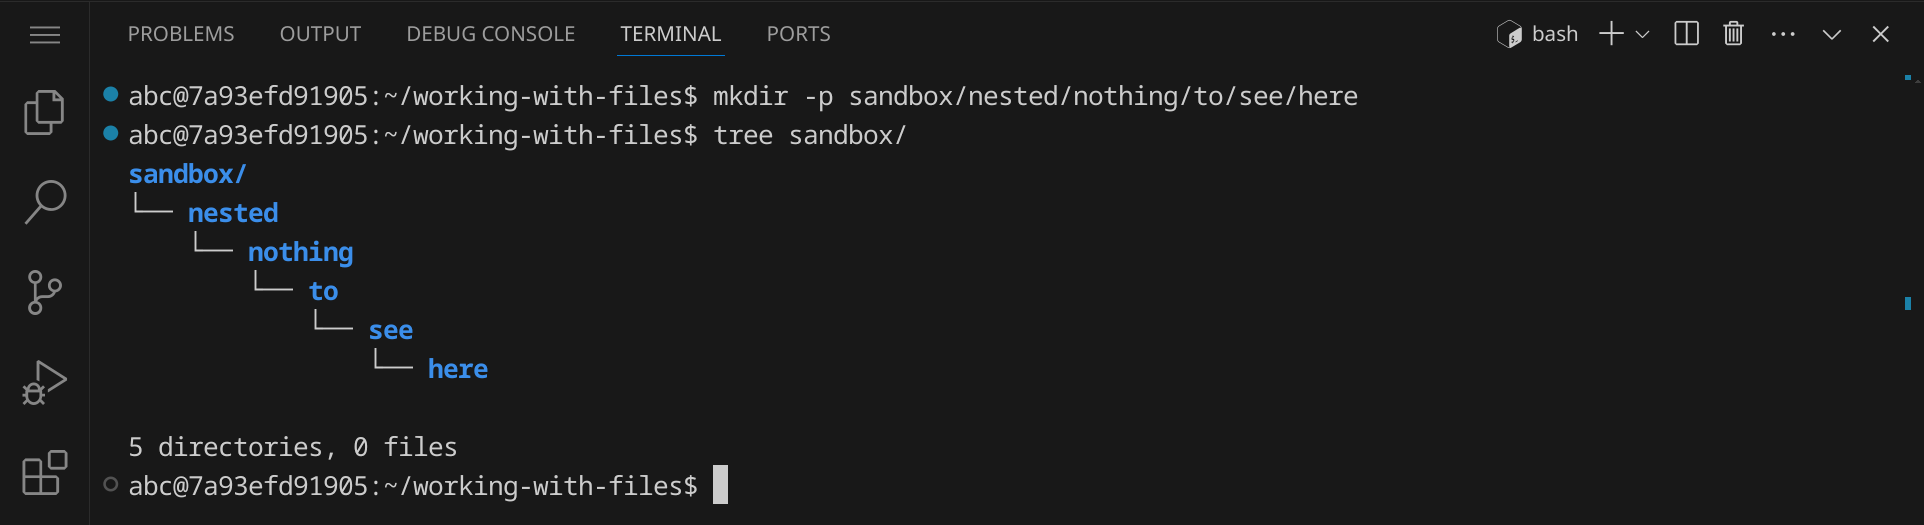 PROBLEMS OUTPUT DEBUG CONSOLE TERMINAL PORTS bash
abc@7a93efd91905:~/working-with-files$ mkdir -p sandbox/nested/nothing/to/see/here
abc@7a93efd91905:~/working-with-files$ tree sandbox/
sandbox/
└── nested
    └── nothing
        └── to
            └── see
                └── here
5 directories, 0 files
abc@7a93efd91905:~/working-with-files$